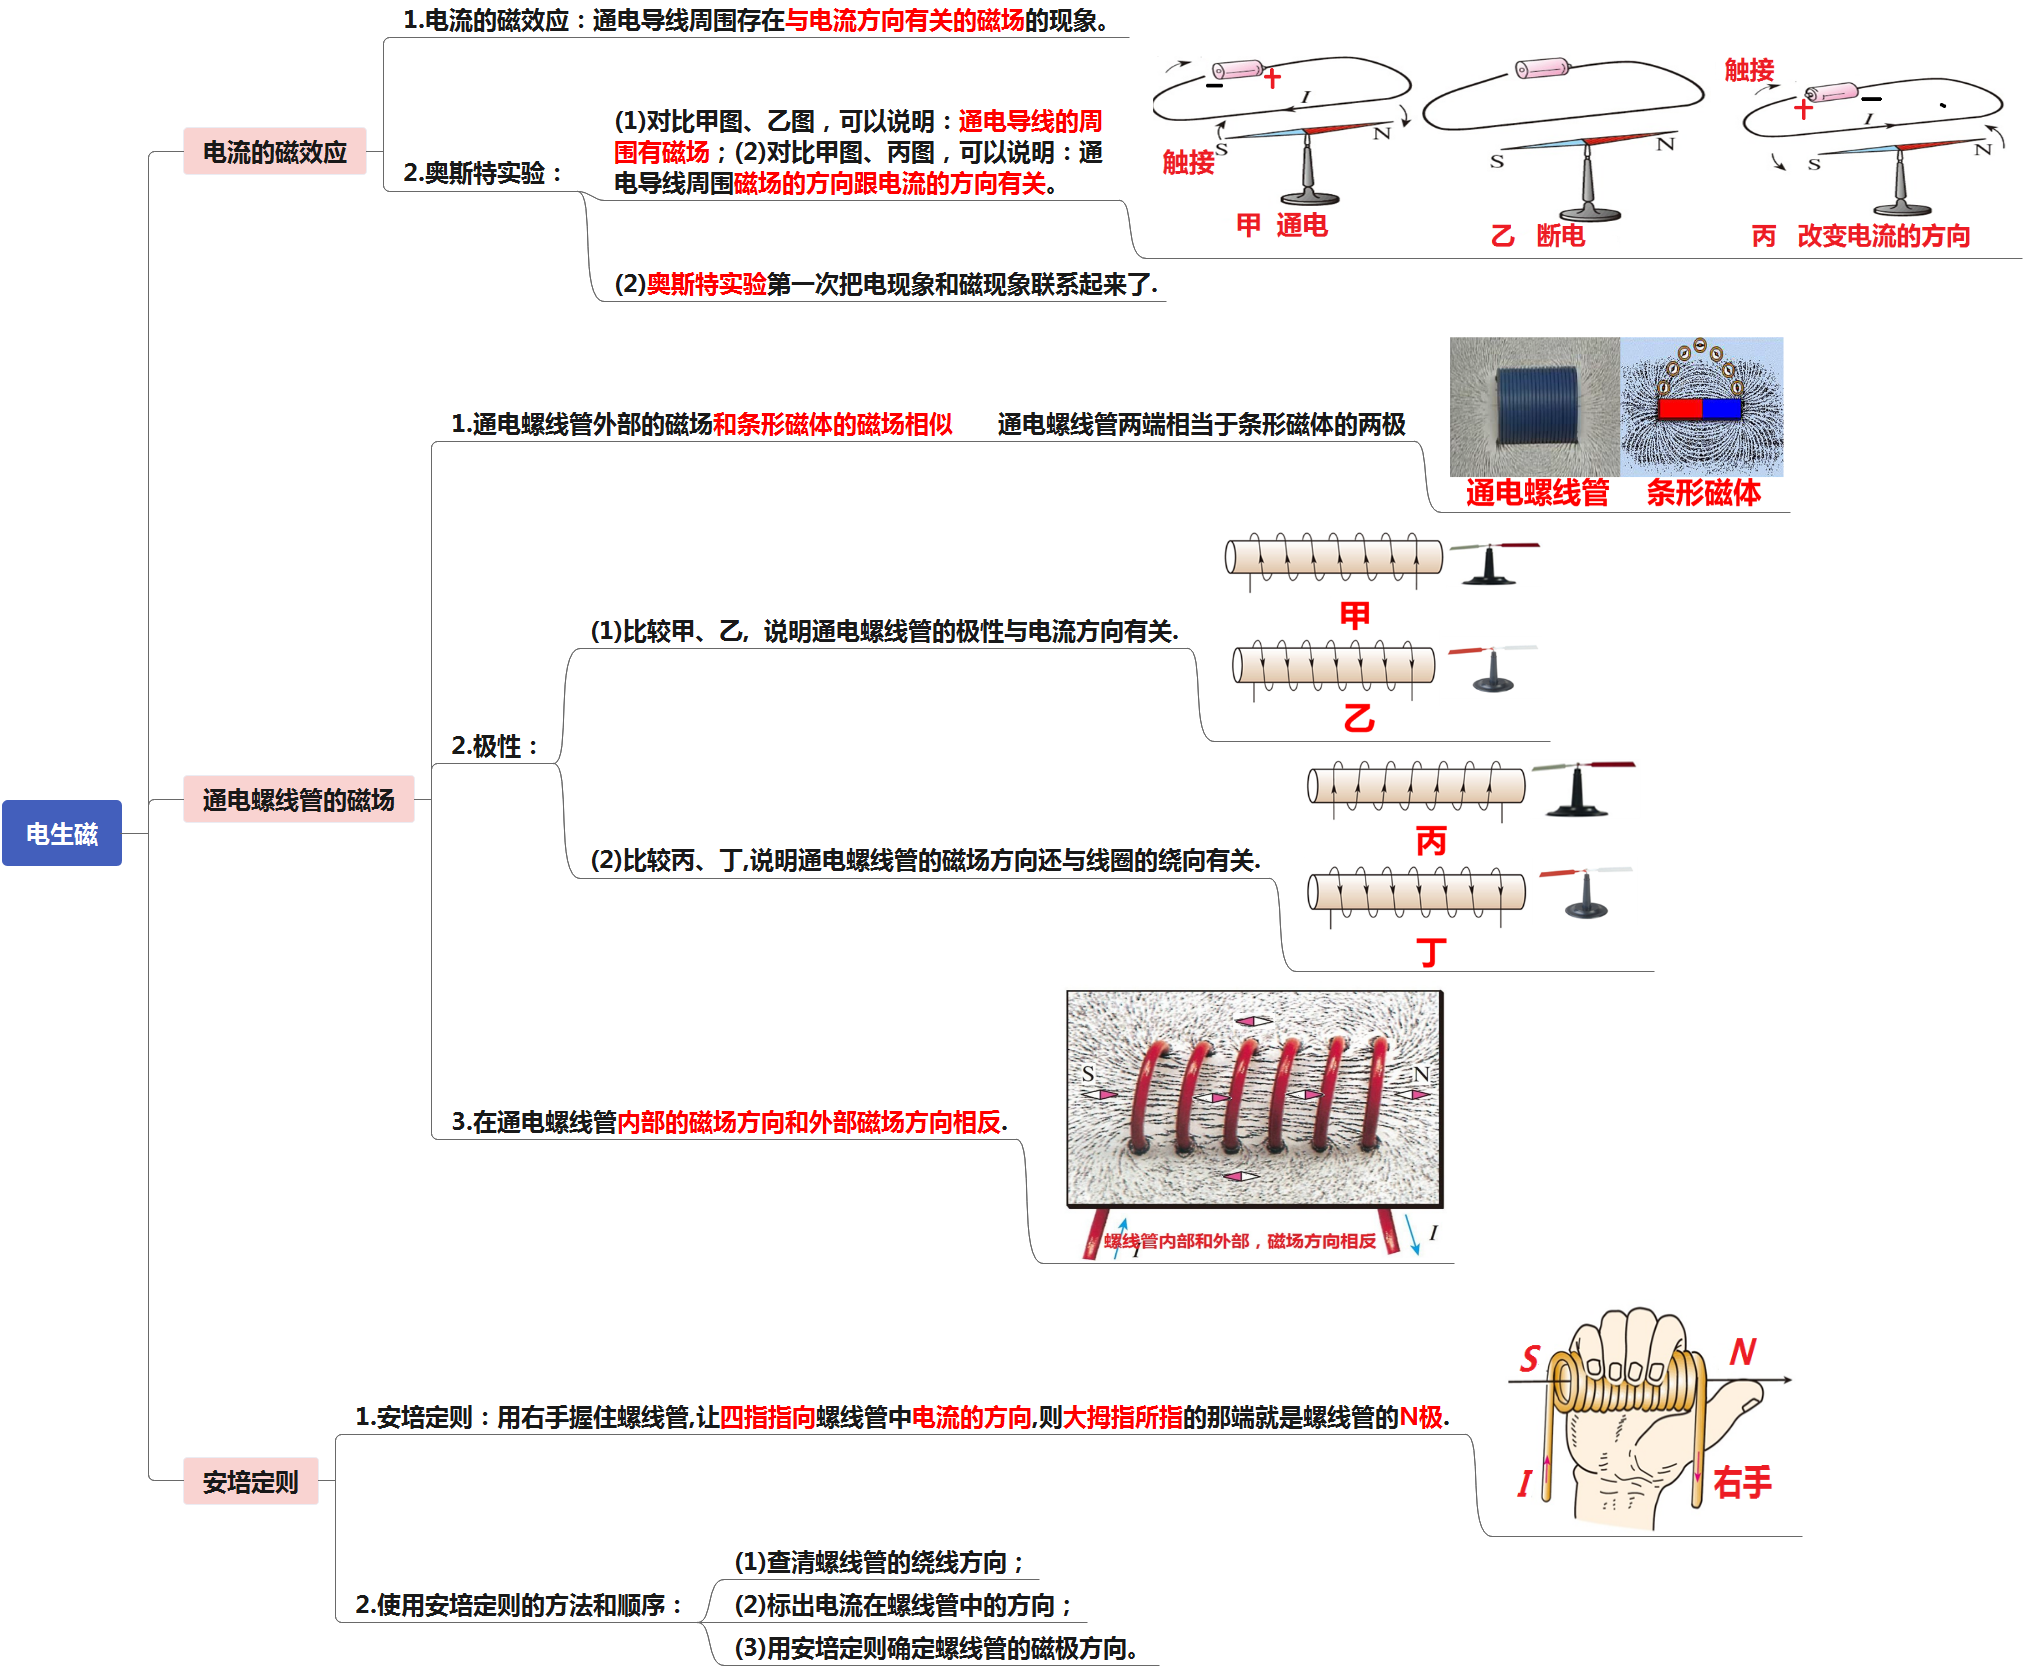 电生磁
电流的磁效应
1.电流的磁效应：通电导线周围存在与电流方向有关的磁场的现象。
2.奥斯特实验：
(1)对比甲图、乙图，可以说明：通电导线的周
围有磁场；(2)对比甲图、丙图，可以说明：通
电导线周围磁场的方向跟电流的方向有关。
− +
I
S N
触接
甲 通电
S N
乙 断电
触接
+ −
I
S N
丙 改变电流的方向
(2)奥斯特实验第一次把电现象和磁现象联系起来了.
通电螺线管的磁场
1.通电螺线管外部的磁场和条形磁体的磁场相似 通电螺线管两端相当于条形磁体的两极
通电螺线管 条形磁体
2.极性：
(1)比较甲、乙, 说明通电螺线管的极性与电流方向有关.
甲
乙
(2)比较丙、丁,说明通电螺线管的磁场方向还与线圈的绕向有关.
丙
丁
3.在通电螺线管内部的磁场方向和外部磁场方向相反.
S N
I I
螺线管内部和外部，磁场方向相反
安培定则
1.安培定则：用右手握住螺线管,让四指指向螺线管中电流的方向,则大拇指所指的那端就是螺线管的N极.
S N
I 右手
2.使用安培定则的方法和顺序：
(1)查清螺线管的绕线方向；
(2)标出电流在螺线管中的方向；
(3)用安培定则确定螺线管的磁极方向。